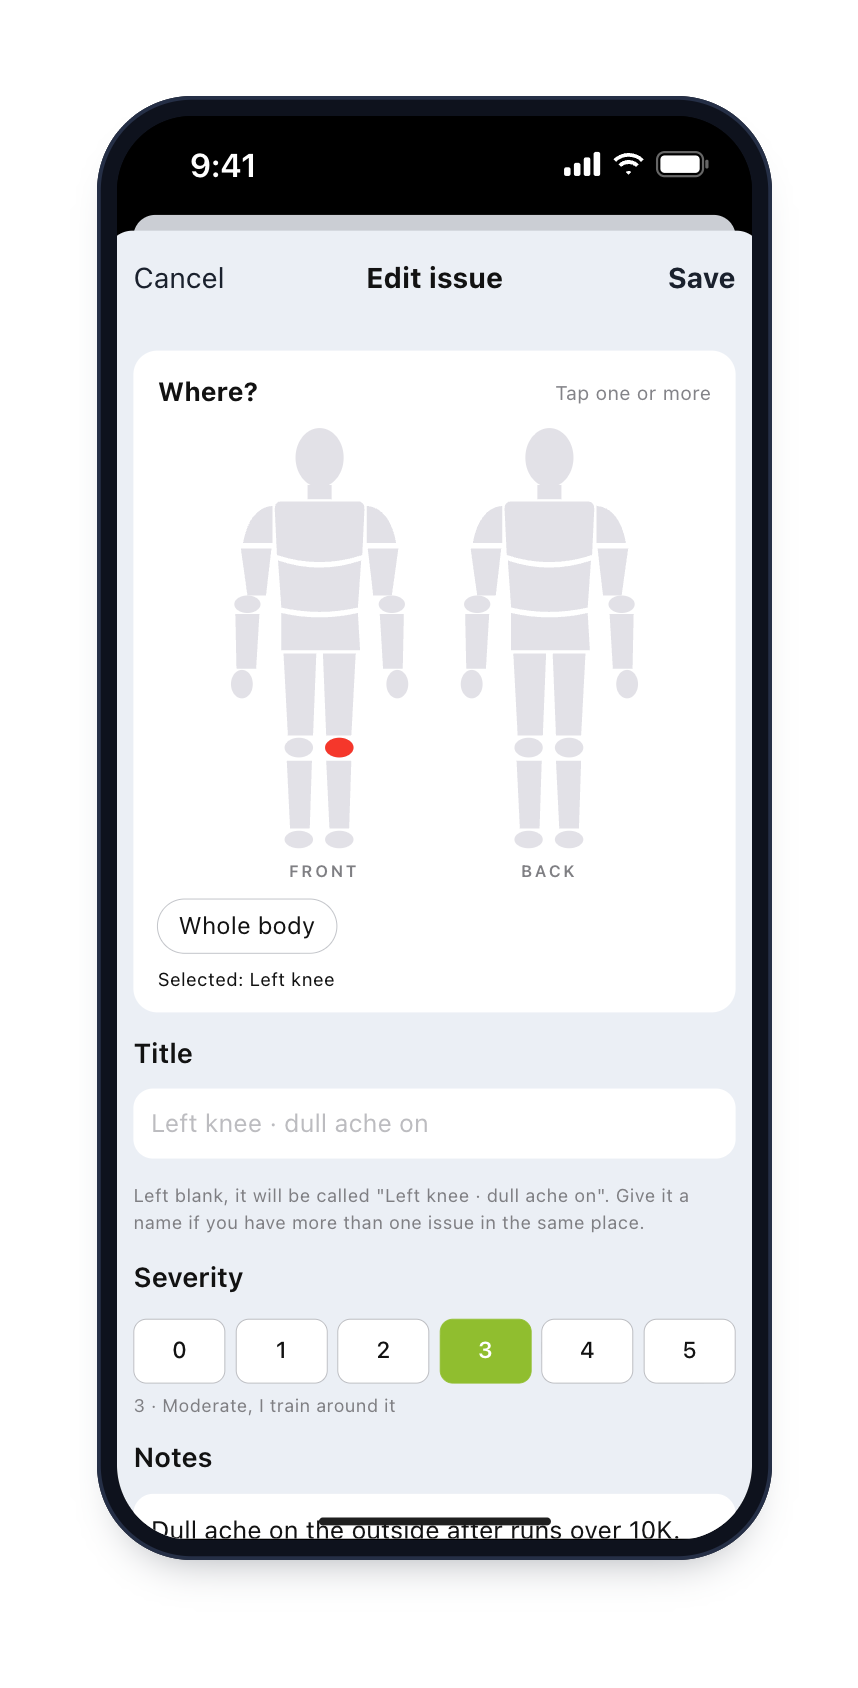 9:41
Cancel Edit issue Save
Where? Tap one or more
FRONT BACK
Whole body
Selected: Left knee
Title
Left knee · dull ache on
Left blank, it will be called "Left knee · dull ache on". Give it a
name if you have more than one issue in the same place.
Severity
0 1 2 3 4 5
3 · Moderate, I train around it
Notes
Dull ache on the outside after runs over 10K.